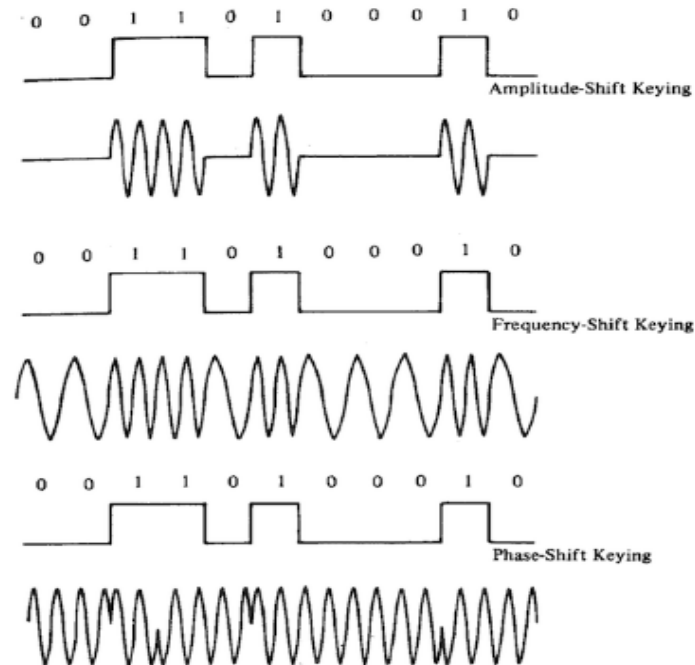 0 0 1 1 0 1 0 0 0 1 0
Amplitude-Shift Keying
0 0 1 1 0 1 0 0 0 1 0
Frequency-Shift Keying
0 0 1 1 0 1 0 0 0 1 0
Phase-Shift Keying